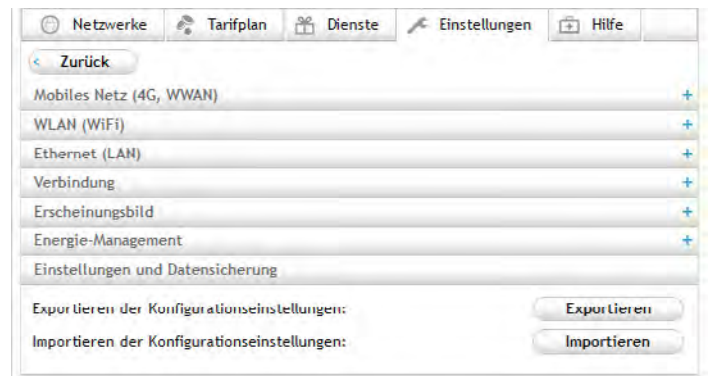 Netzwerke Tarifplan Dienste Einstellungen Hilfe
< Zurück
Mobiles Netz (4G, WWAN) +
WLAN (WiFi) +
Ethernet (LAN) +
Verbindung +
Erscheinungsbild +
Energie-Management +
Einstellungen und Datensicherung
Exportieren der Konfigurationseinstellungen: Exportieren
Importieren der Konfigurationseinstellungen: Importieren